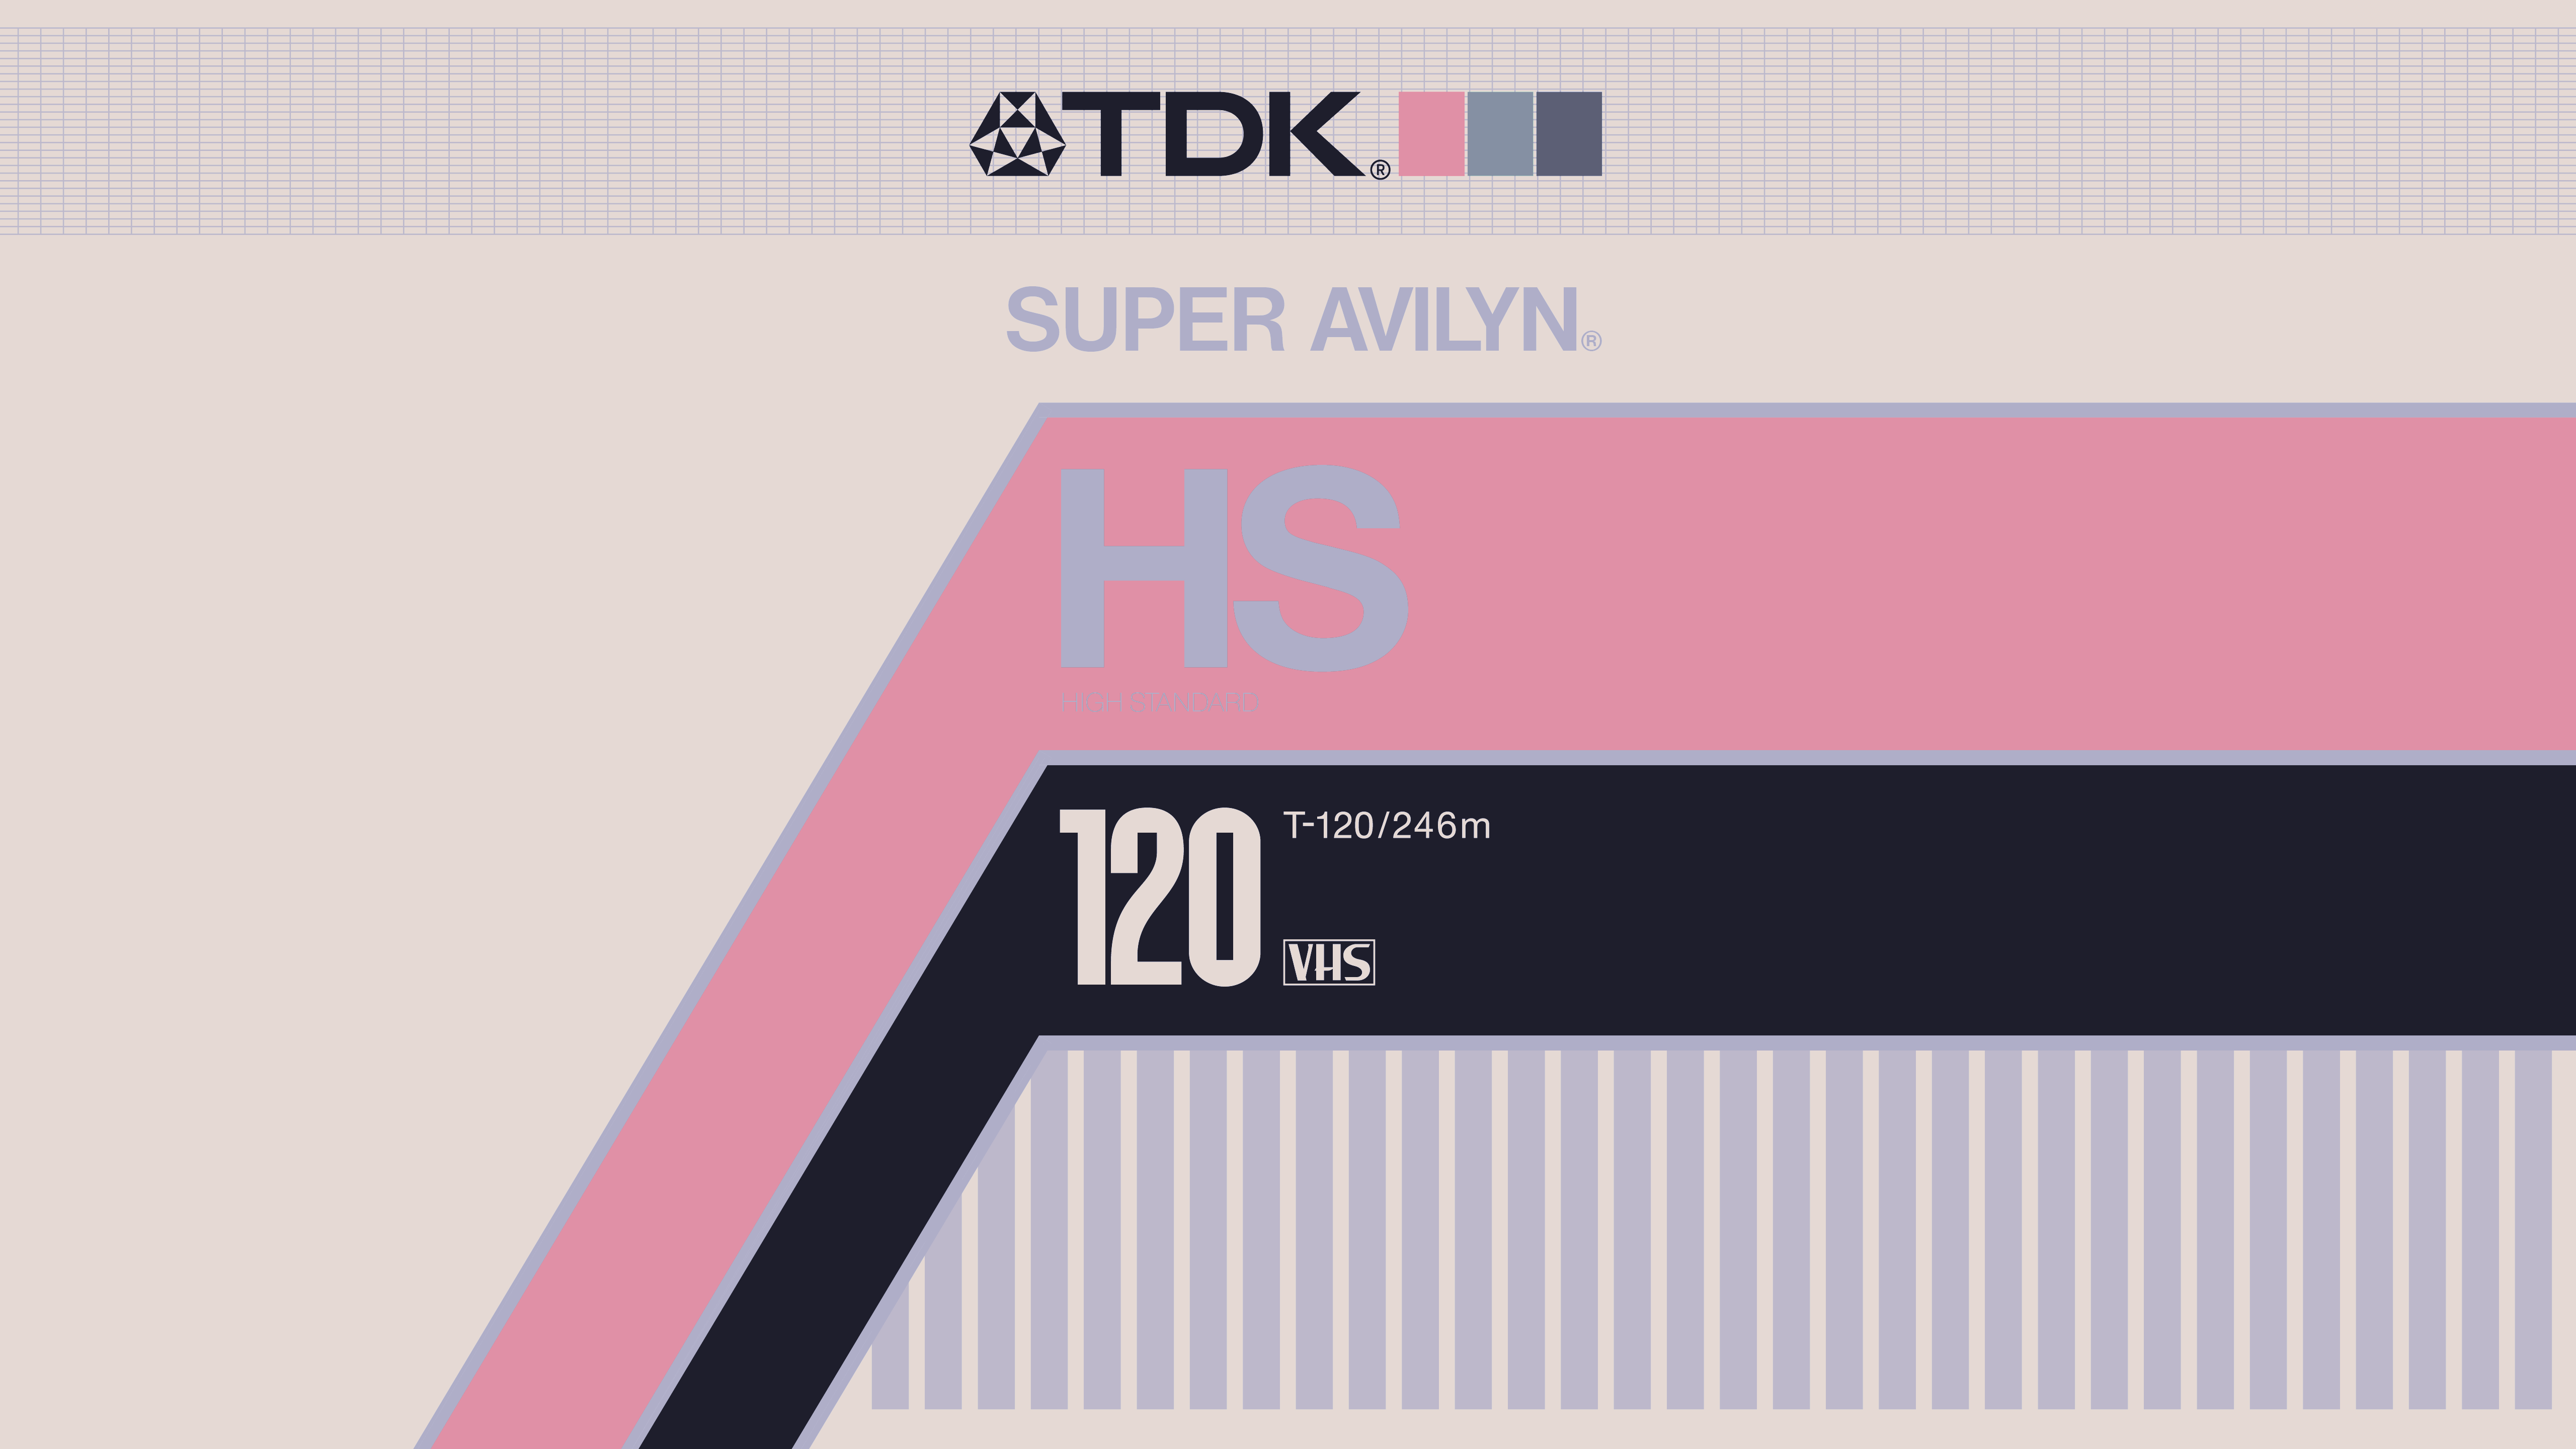 TDK®
SUPER AVILYN®
HS
HIGH STANDARD
120
T-120/246m
VHS